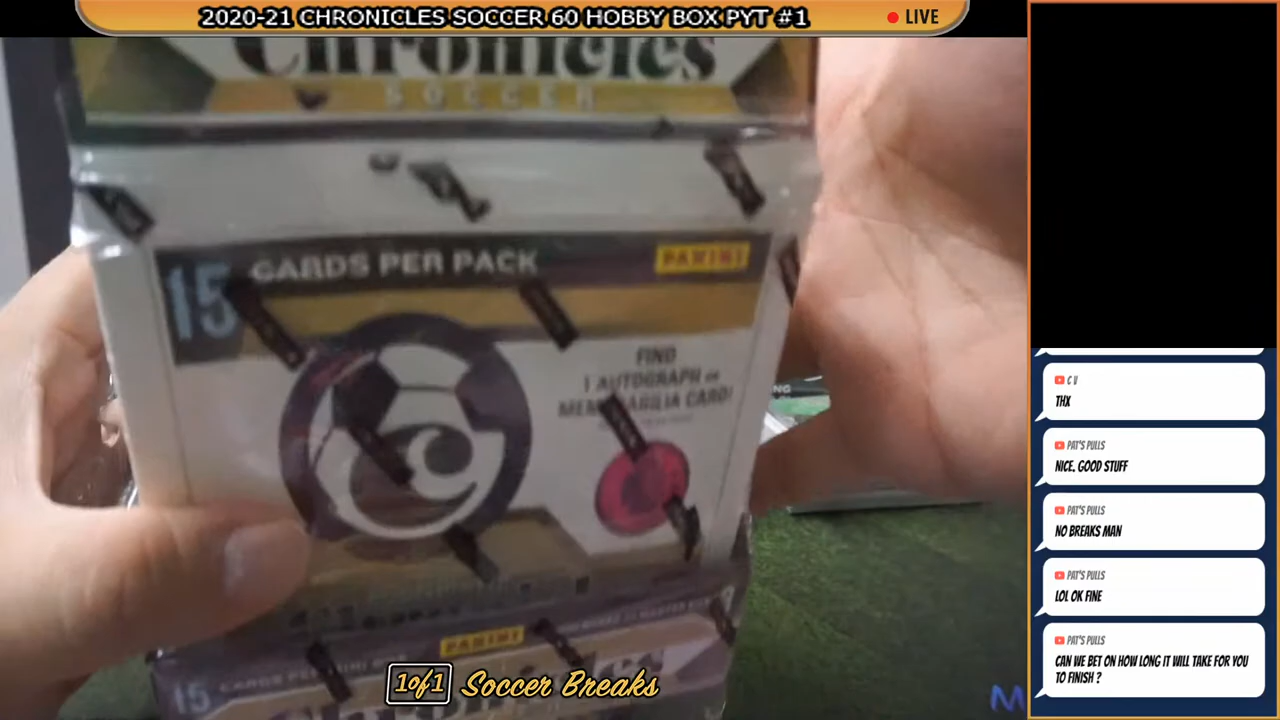 2020-21 CHRONICLES SOCCER 60 HOBBY BOX PYT #1
LIVE
Chronicles
SOCCER
15 CARDS PER PACK
PANINI
FIND
1 AUTOGRAPH OR
MEMORABILIA CARD!
PANINI
15
Chronicles
1of1 Soccer Breaks
M
C V
THX
PAT'S PULLS
NICE. GOOD STUFF
PAT'S PULLS
NO BREAKS MAN
PAT'S PULLS
LOL OK FINE
PAT'S PULLS
CAN WE BET ON HOW LONG IT WILL TAKE FOR YOU
TO FINISH ?